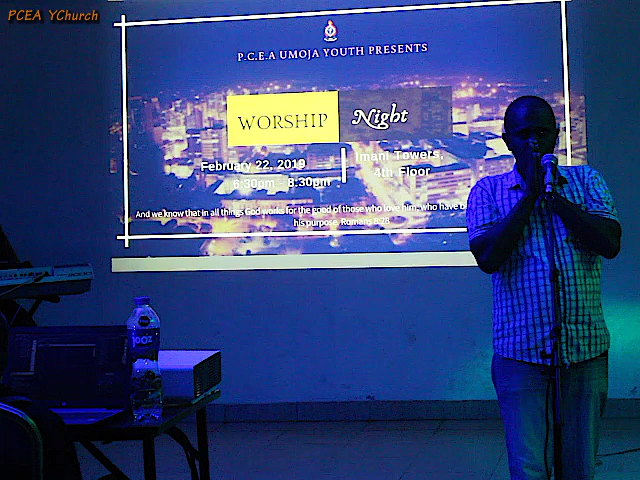 PCEA YChurch
P.C.E.A UMOJA YOUTH PRESENTS
WORSHIP Night
February 22, 2019
6:30pm - 8:30pm
Imani Towers,
4th Floor
And we know that in all things God works for the good of those who love him, who have b
his purpose. Romans 8:28